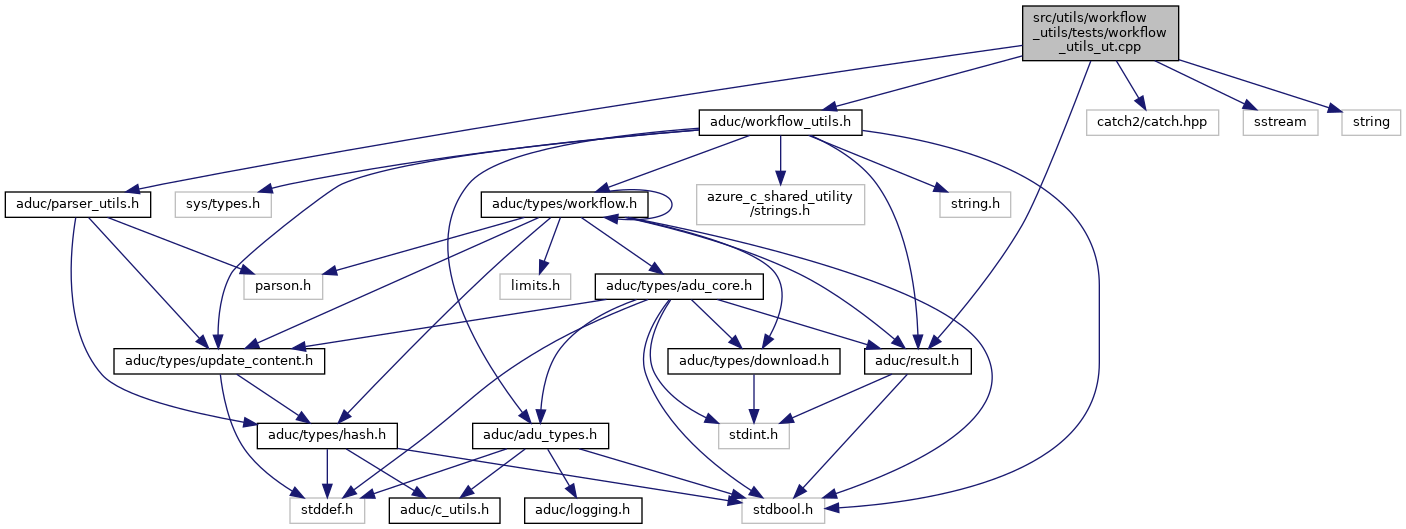 src/utils/workflow
_utils/tests/workflow
_utils_ut.cpp
aduc/workflow_utils.h
catch2/catch.hpp
sstream
string
aduc/parser_utils.h
sys/types.h
aduc/types/workflow.h
azure_c_shared_utility
/strings.h
string.h
parson.h
limits.h
aduc/types/adu_core.h
aduc/types/update_content.h
aduc/types/download.h
aduc/result.h
aduc/types/hash.h
aduc/adu_types.h
stdint.h
stddef.h
aduc/c_utils.h
aduc/logging.h
stdbool.h